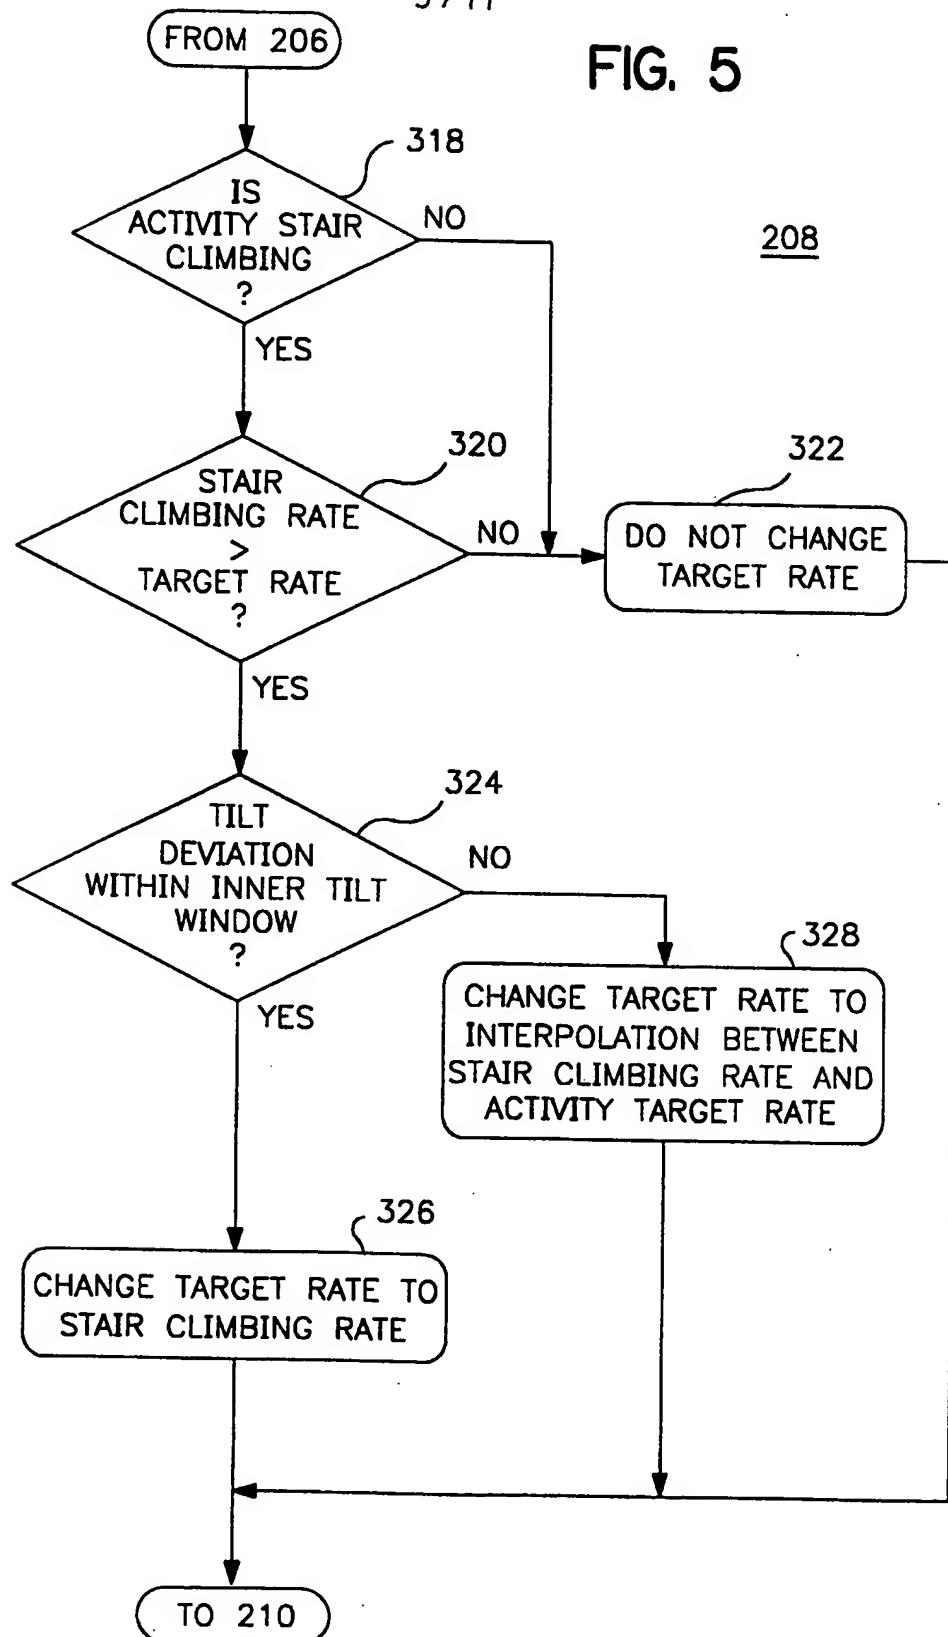 FROM 206
FIG. 5
318
IS
ACTIVITY STAIR
CLIMBING
?
NO
208
YES
320
STAIR
CLIMBING RATE
>
TARGET RATE
?
NO
322
DO NOT CHANGE
TARGET RATE
YES
324
TILT
DEVIATION
WITHIN INNER TILT
WINDOW
?
NO
328
CHANGE TARGET RATE TO
INTERPOLATION BETWEEN
STAIR CLIMBING RATE AND
ACTIVITY TARGET RATE
YES
326
CHANGE TARGET RATE TO
STAIR CLIMBING RATE
TO 210